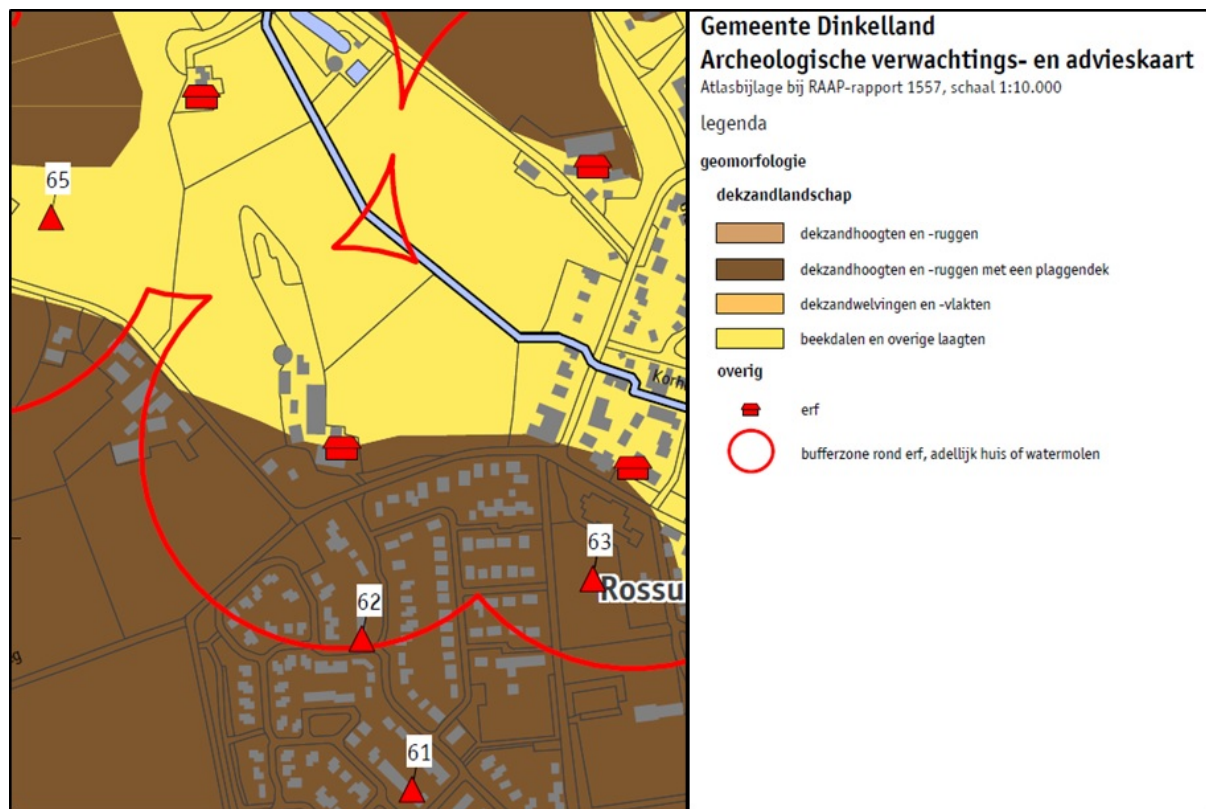 65
62
63
Rossu
61
Gemeente Dinkelland
Archeologische verwachtings- en advieskaart
Atlasbijlage bij RAAP-rapport 1557, schaal 1:10.000
legenda
geomorfologie
dekzandlandschap
dekzandhoogten en -ruggen
dekzandhoogten en -ruggen met een plaggendek
dekzandwelvingen en -vlakten
beekdalen en overige laagten
overig
erf
bufferzone rond erf, adellijk huis of watermolen